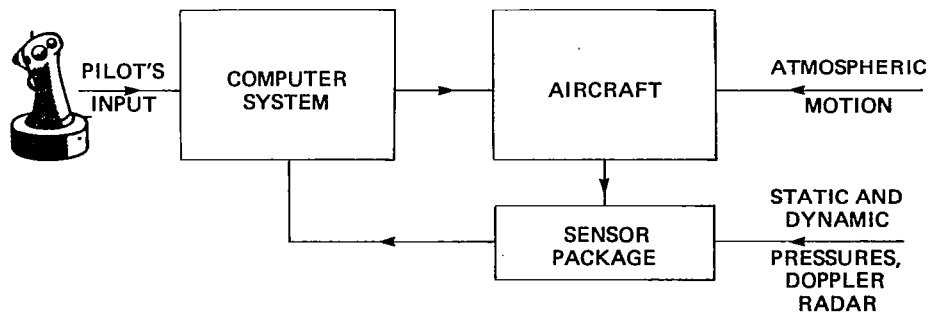 PILOT'S
INPUT
COMPUTER
SYSTEM
AIRCRAFT
ATMOSPHERIC
MOTION
SENSOR
PACKAGE
STATIC AND
DYNAMIC
PRESSURES,
DOPPLER
RADAR